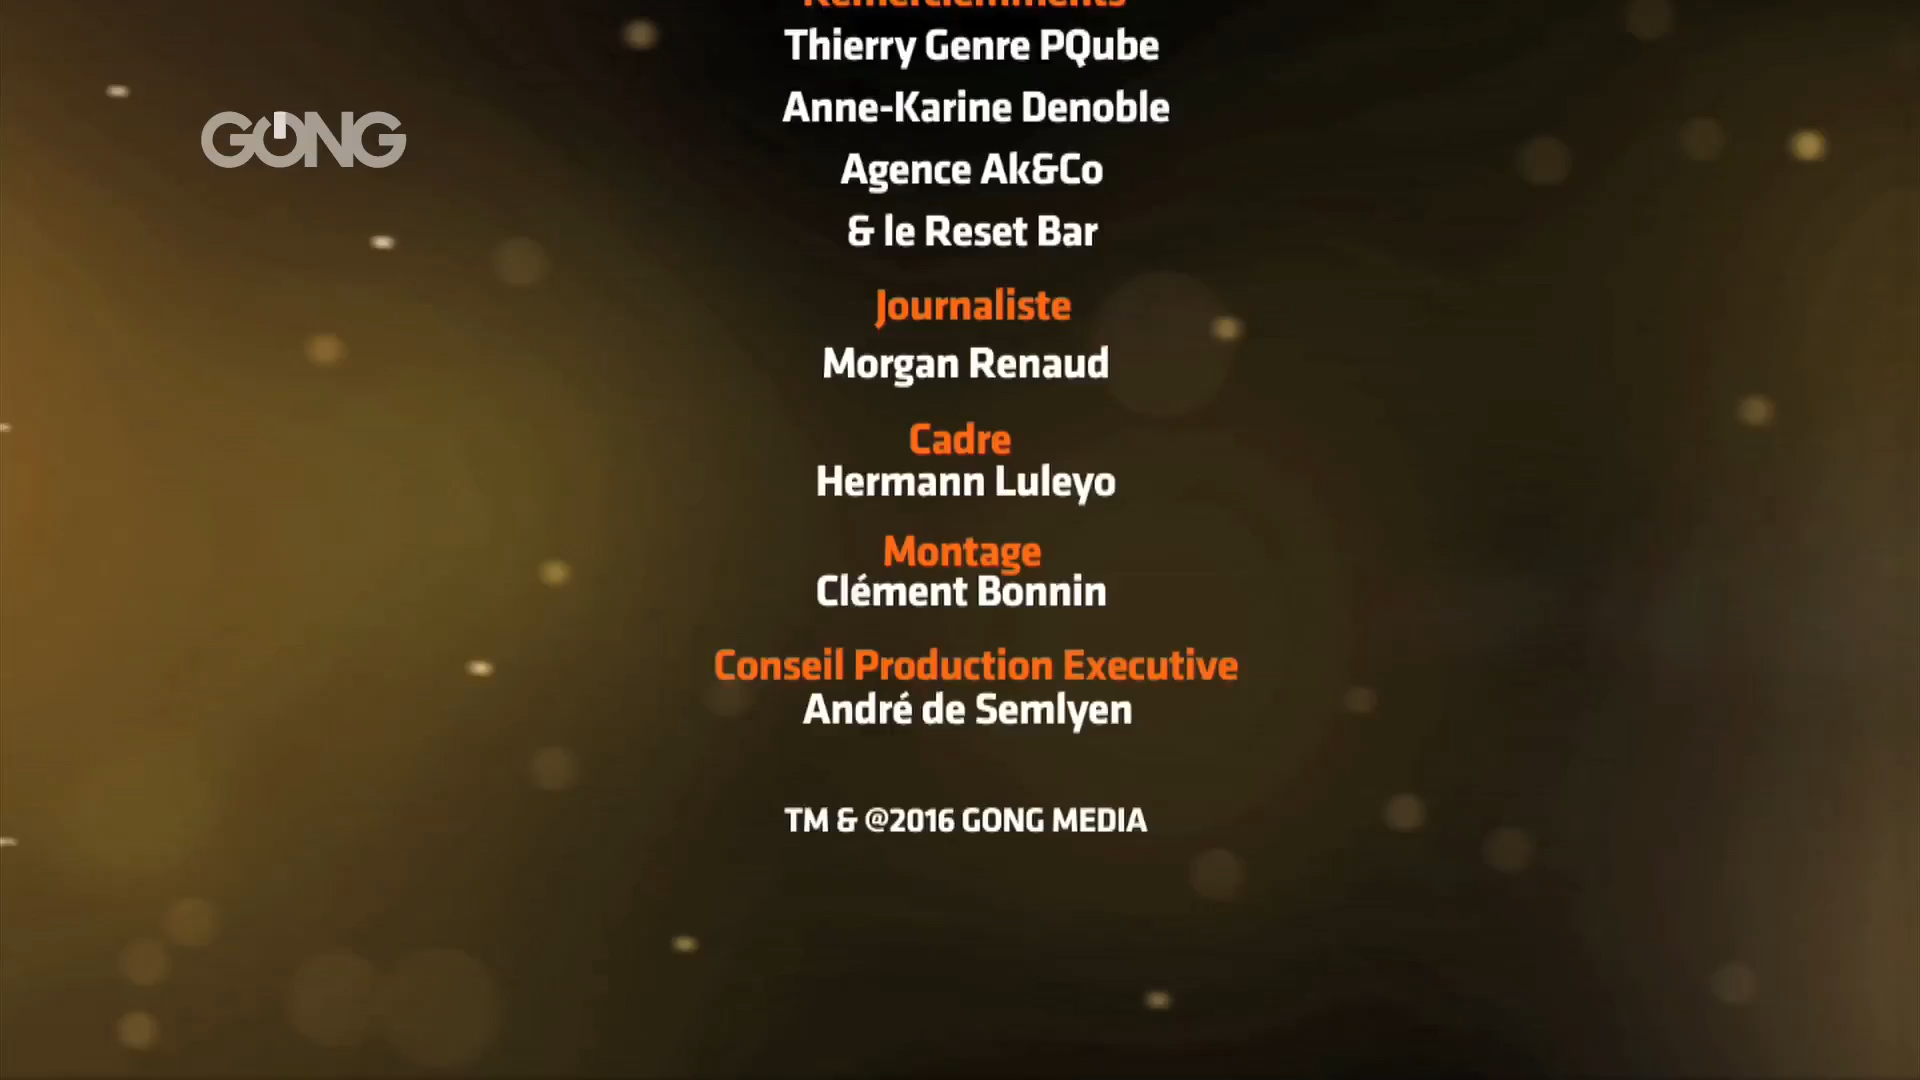 Remerciemments
Thierry Genre PQube
Anne-Karine Denoble
Agence Ak&Co
& le Reset Bar
GONG
Journaliste
Morgan Renaud
Cadre
Hermann Luleyo
Montage
Clément Bonnin
Conseil Production Executive
André de Semlyen
TM & @2016 GONG MEDIA